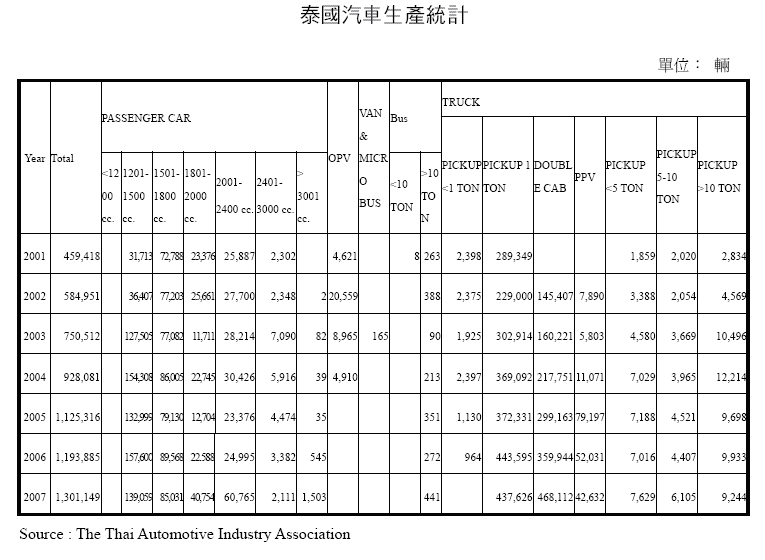 泰國汽車生產統計
單位： 輛
Year Total PASSENGER CAR OPV VAN & MICRO BUS Bus TRUCK
<1200 cc. 1201-1500 cc. 1501-1800 cc. 1801-2000 cc. 2001-2400 cc. 2401-3000 cc. > 3001 cc. <10 TON >10 TON PICKUP <1 TON PICKUP 1 TON DOUBLE CAB PPV PICKUP <5 TON PICKUP 5-10 TON PICKUP >10 TON
2001 459,418 31,713 72,788 23,376 25,887 2,302 4,621 8 263 2,398 289,349 1,859 2,020 2,834
2002 584,951 36,407 77,203 25,661 27,700 2,348 2 20,559 388 2,375 229,000 145,407 7,890 3,388 2,054 4,569
2003 750,512 127,505 77,082 11,711 28,214 7,090 82 8,965 165 90 1,925 302,914 160,221 5,803 4,580 3,669 10,496
2004 928,081 154,308 86,005 22,745 30,426 5,916 39 4,910 213 2,397 369,092 217,751 11,071 7,029 3,965 12,214
2005 1,125,316 132,999 79,130 12,704 23,376 4,474 35 351 1,130 372,331 299,163 79,197 7,188 4,521 9,698
2006 1,193,885 157,600 89,568 22.588 24,995 3,382 545 272 964 443,595 359,944 52,031 7,016 4,407 9,933
2007 1,301,149 139,059 85,031 40,754 60,765 2,111 1,503 441 437,626 468,112 42,632 7,629 6,105 9,244
Source : The Thai Automotive Industry Association